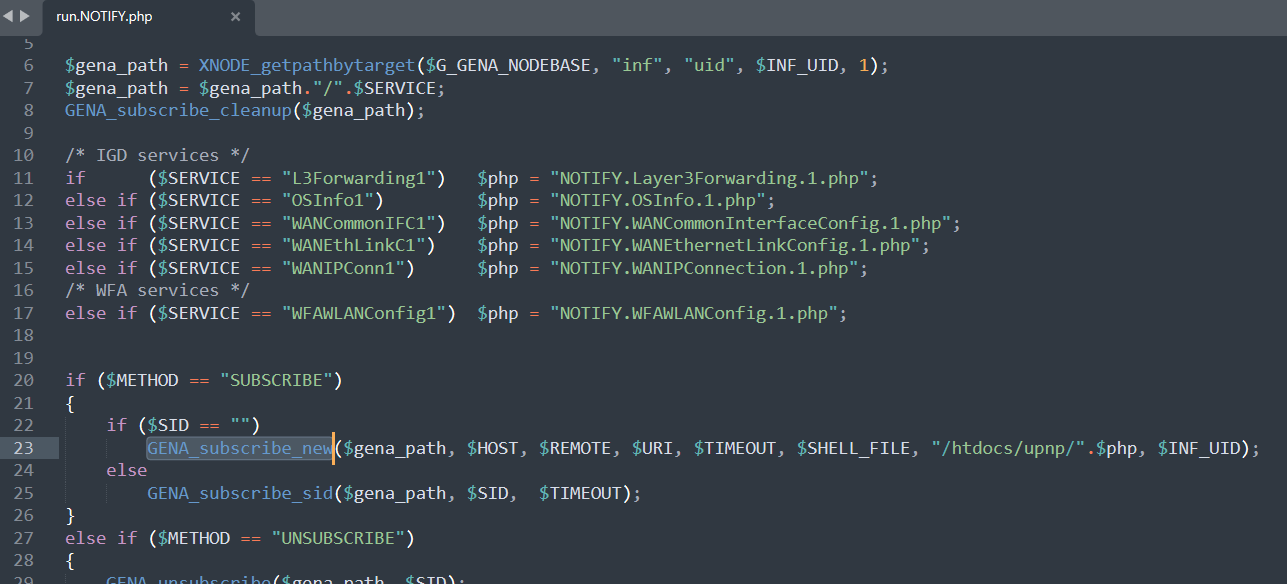 run.NOTIFY.php ×
5
6 $gena_path = XNODE_getpathbytarget($G_GENA_NODEBASE, "inf", "uid", $INF_UID, 1);
7 $gena_path = $gena_path."/".$SERVICE;
8 GENA_subscribe_cleanup($gena_path);
9
10 /* IGD services */
11 if      ($SERVICE == "L3Forwarding1")   $php = "NOTIFY.Layer3Forwarding.1.php";
12 else if ($SERVICE == "OSInfo1")         $php = "NOTIFY.OSInfo.1.php";
13 else if ($SERVICE == "WANCommonIFC1")   $php = "NOTIFY.WANCommonInterfaceConfig.1.php";
14 else if ($SERVICE == "WANEthLinkC1")    $php = "NOTIFY.WANEthernetLinkConfig.1.php";
15 else if ($SERVICE == "WANIPConn1")      $php = "NOTIFY.WANIPConnection.1.php";
16 /* WFA services */
17 else if ($SERVICE == "WFAWLANConfig1")  $php = "NOTIFY.WFAWLANConfig.1.php";
18
19
20 if ($METHOD == "SUBSCRIBE")
21 {
22     if ($SID == "")
23         GENA_subscribe_new($gena_path, $HOST, $REMOTE, $URI, $TIMEOUT, $SHELL_FILE, "/htdocs/upnp/".$php, $INF_UID);
24     else
25         GENA_subscribe_sid($gena_path, $SID,  $TIMEOUT);
26 }
27 else if ($METHOD == "UNSUBSCRIBE")
28 {
29     GENA_unsubscribe($gena_path, $SID);